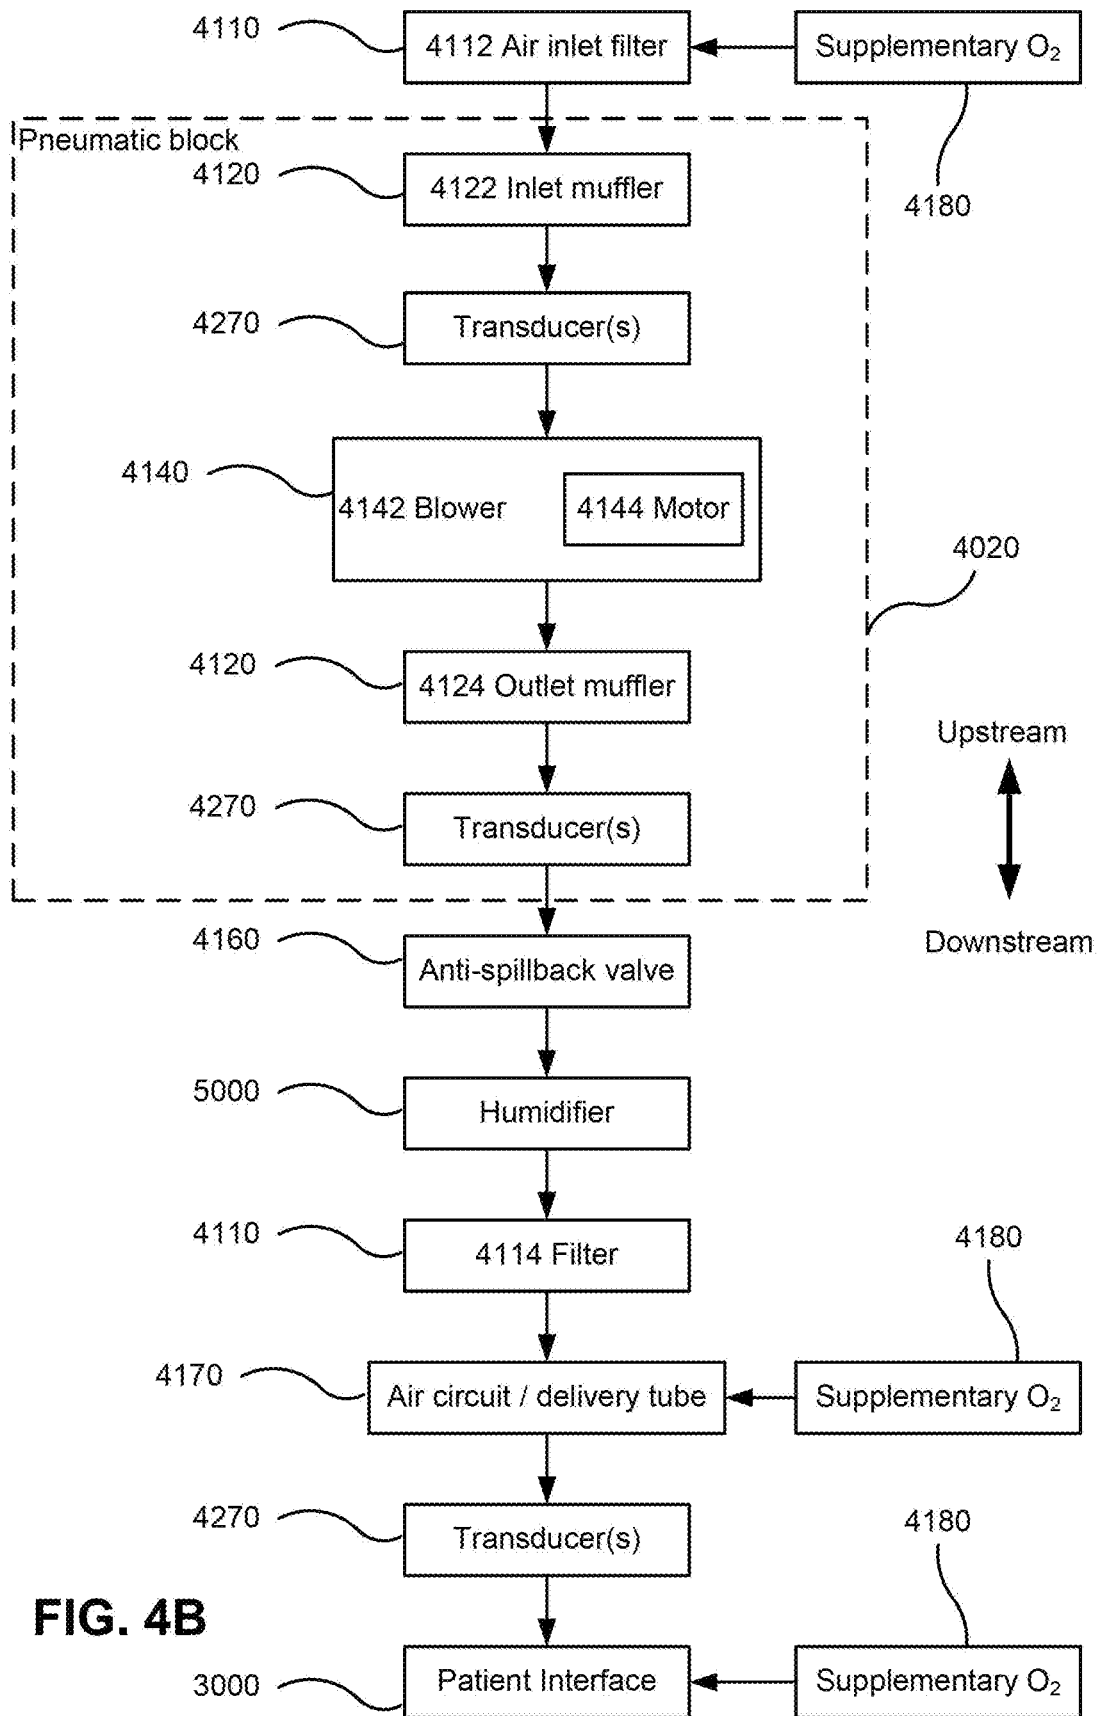 4110
4112 Air inlet filter
Supplementary O₂
4180
Pneumatic block
4120
4122 Inlet muffler
4270
Transducer(s)
4140
4142 Blower
4144 Motor
4020
4120
4124 Outlet muffler
Upstream
4270
Transducer(s)
Downstream
4160
Anti-spillback valve
5000
Humidifier
4110
4114 Filter
4180
4170
Air circuit / delivery tube
Supplementary O₂
4270
Transducer(s)
4180
FIG. 4B
3000
Patient Interface
Supplementary O₂